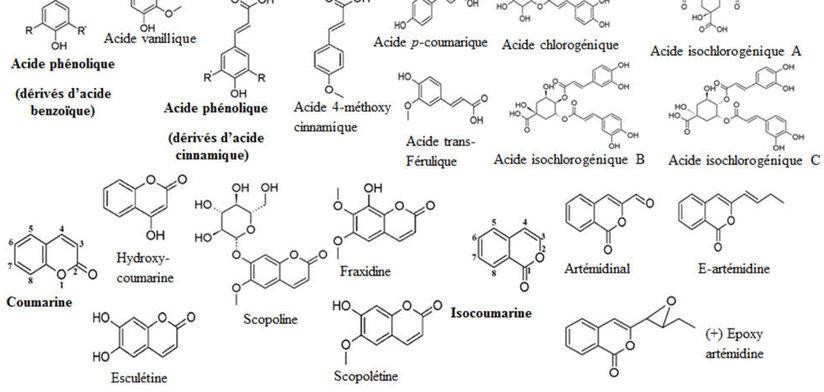 Acide vanillique
Acide phénolique
(dérivés d'acide
benzoïque)
Acide phénolique
(dérivés d'acide
cinnamique)
Acide 4-méthoxy
cinnamique
Acide p-coumarique
Acide chlorogénique
Acide isochlorogénique A
Acide trans-
Férulique
Acide isochlorogénique B
Acide isochlorogénique C
Coumarine
Hydroxy-
coumarine
Scopoline
Fraxidine
Isocoumarine
Artémidinal
E-artémidine
Esculétine
Scopolétine
(+) Epoxy
artémidine